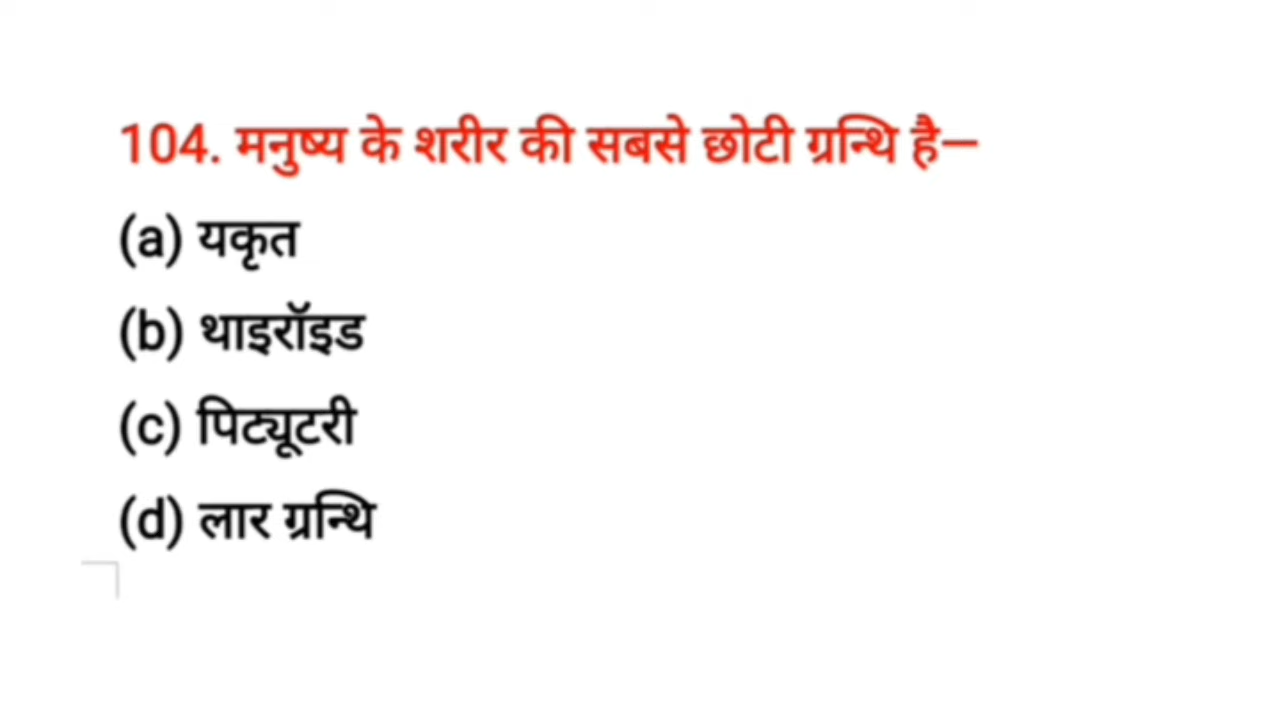 104. मनुष्य के शरीर की सबसे छोटी ग्रन्थि है—
(a) यकृत
(b) थाइरॉइड
(c) पिट्यूटरी
(d) लार ग्रन्थि